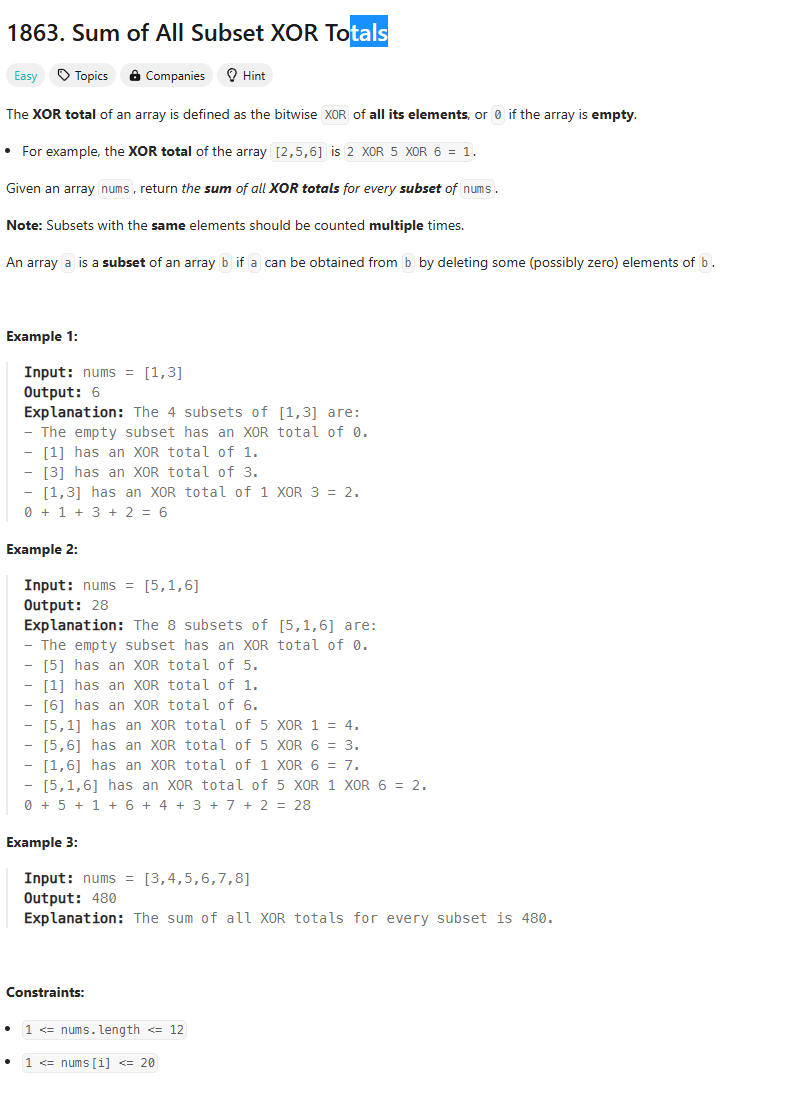 1863. Sum of All Subset XOR Totals
Easy Topics Companies Hint
The XOR total of an array is defined as the bitwise XOR of all its elements, or 0 if the array is empty.
• For example, the XOR total of the array [2,5,6] is 2 XOR 5 XOR 6 = 1.
Given an array nums, return the sum of all XOR totals for every subset of nums.
Note: Subsets with the same elements should be counted multiple times.
An array a is a subset of an array b if a can be obtained from b by deleting some (possibly zero) elements of b.
Example 1:
Input: nums = [1,3]
Output: 6
Explanation: The 4 subsets of [1,3] are:
- The empty subset has an XOR total of 0.
- [1] has an XOR total of 1.
- [3] has an XOR total of 3.
- [1,3] has an XOR total of 1 XOR 3 = 2.
0 + 1 + 3 + 2 = 6
Example 2:
Input: nums = [5,1,6]
Output: 28
Explanation: The 8 subsets of [5,1,6] are:
- The empty subset has an XOR total of 0.
- [5] has an XOR total of 5.
- [1] has an XOR total of 1.
- [6] has an XOR total of 6.
- [5,1] has an XOR total of 5 XOR 1 = 4.
- [5,6] has an XOR total of 5 XOR 6 = 3.
- [1,6] has an XOR total of 1 XOR 6 = 7.
- [5,1,6] has an XOR total of 5 XOR 1 XOR 6 = 2.
0 + 5 + 1 + 6 + 4 + 3 + 7 + 2 = 28
Example 3:
Input: nums = [3,4,5,6,7,8]
Output: 480
Explanation: The sum of all XOR totals for every subset is 480.
Constraints:
• 1 <= nums.length <= 12
• 1 <= nums[i] <= 20